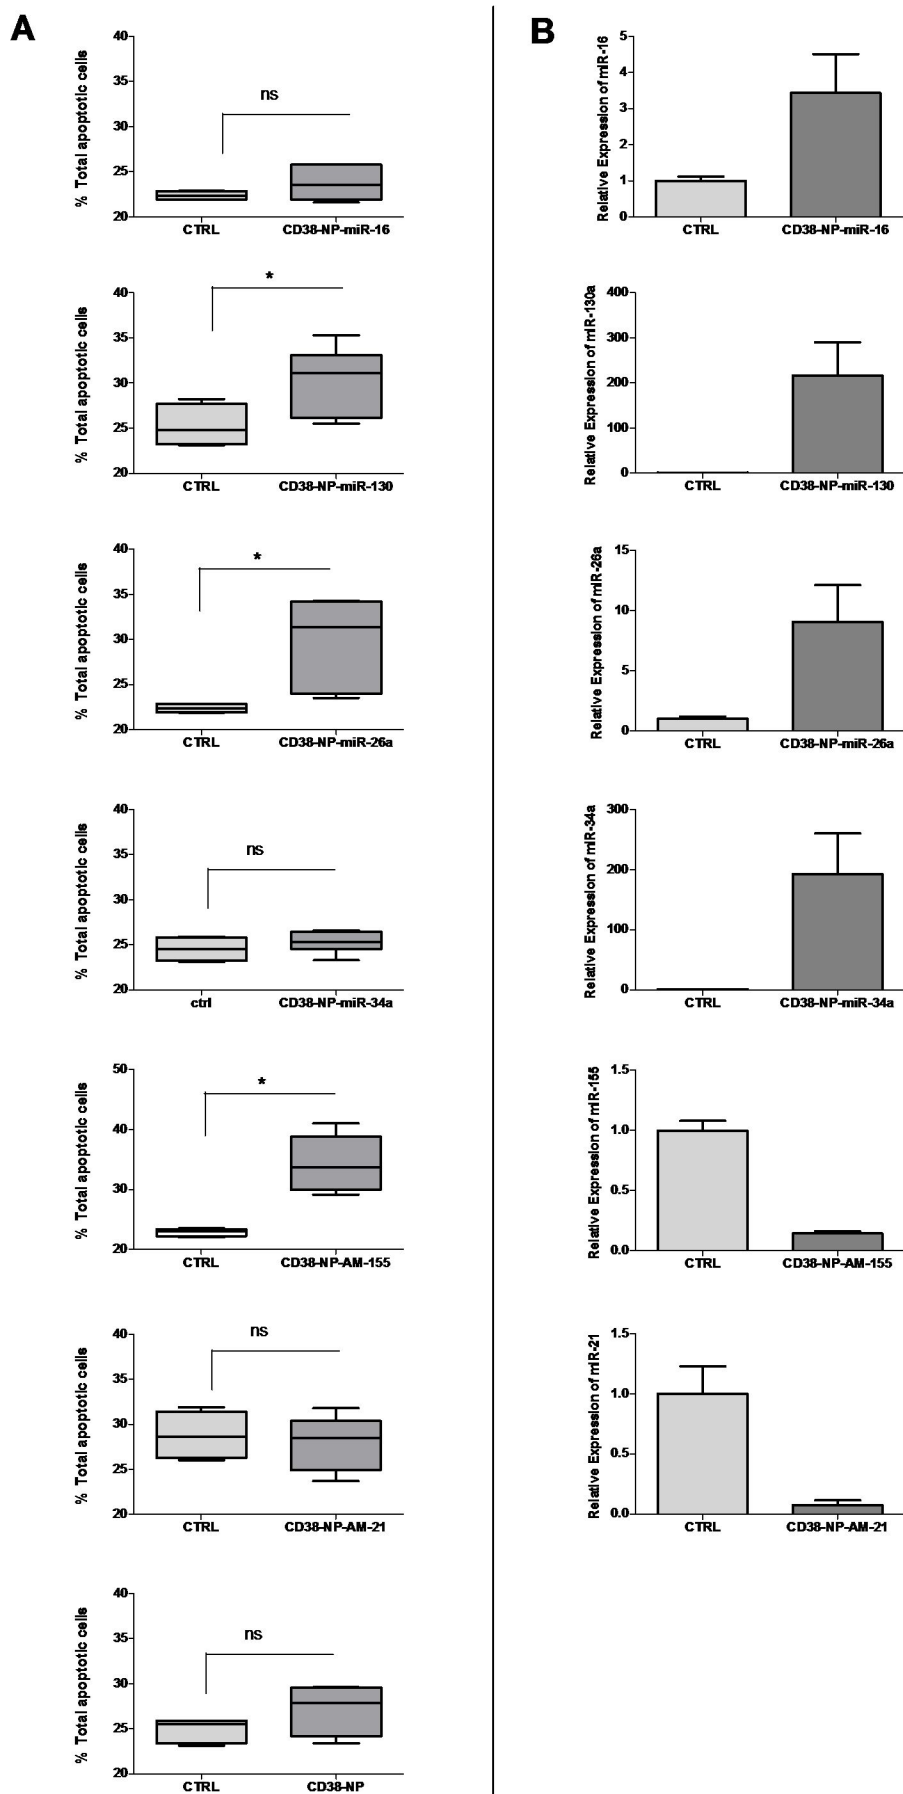 A
% Total apoptotic cells
40
35
30
25
20
ns
CTRL
CD38-NP-miR-16
% Total apoptotic cells
40
35
30
25
20
*
CTRL
CD38-NP-miR-130
% Total apoptotic cells
40
35
30
25
20
*
CTRL
CD38-NP-miR-26a
% Total apoptotic cells
40
35
30
25
20
ns
ctrl
CD38-NP-miR-34a
% Total apoptotic cells
50
40
30
20
*
CTRL
CD38-NP-AM-155
% Total apoptotic cells
40
35
30
25
20
ns
CTRL
CD38-NP-AM-21
% Total apoptotic cells
40
35
30
25
20
ns
CTRL
CD38-NP
B
Relative Expression of miR-16
5
4
3
2
1
0
CTRL
CD38-NP-miR-16
Relative Expression of miR-130a
400
300
200
100
0
CTRL
CD38-NP-miR-130
Relative Expression of miR-26a
15
10
5
0
CTRL
CD38-NP-miR-26a
Relative Expression of miR-34a
300
200
100
0
CTRL
CD38-NP-miR-34a
Relative Expression of miR-155
1.5
1.0
0.5
0.0
CTRL
CD38-NP-AM-155
Relative Expression of miR-21
1.5
1.0
0.5
0.0
CTRL
CD38-NP-AM-21